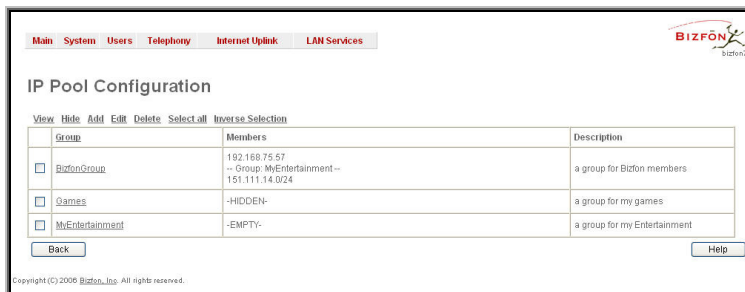 Main System Users Telephony Internet Uplink LAN Services
BIZFŌN
IP Pool Configuration
View Hide Add Edit Delete Select all Inverse Selection
Group Members Description
BizfonGroup 192.168.75.57 a group for Bizfon members
-- Group: MyEntertainment --
151.111.14.0/24
Games -HIDDEN- a group for my games
MyEntertainment -EMPTY- a group for my Entertainment
Back Help
Copyright (C) 2006 Bizfon, Inc. All rights reserved.